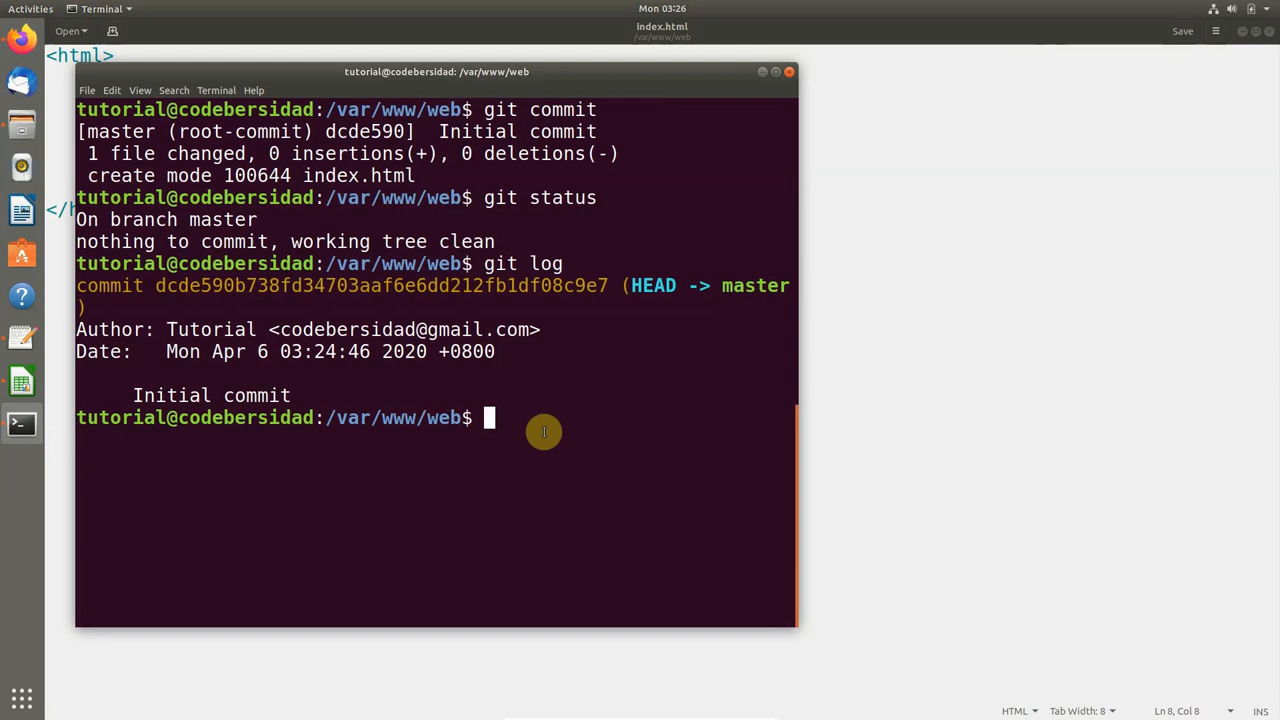 Activities Terminal Mon 03:26
Open index.html Save
/var/www/web
<html>
tutorial@codebersidad: /var/www/web
File Edit View Search Terminal Help
tutorial@codebersidad:/var/www/web$ git commit
[master (root-commit) dcde590]  Initial commit
 1 file changed, 0 insertions(+), 0 deletions(-)
 create mode 100644 index.html
tutorial@codebersidad:/var/www/web$ git status
</h
On branch master
nothing to commit, working tree clean
tutorial@codebersidad:/var/www/web$ git log
commit dcde590b738fd34703aaf6e6dd212fb1df08c9e7 (HEAD -> master
)
Author: Tutorial <codebersidad@gmail.com>
Date:   Mon Apr 6 03:24:46 2020 +0800
     Initial commit
tutorial@codebersidad:/var/www/web$
HTML Tab Width: 8 Ln 8, Col 8 INS